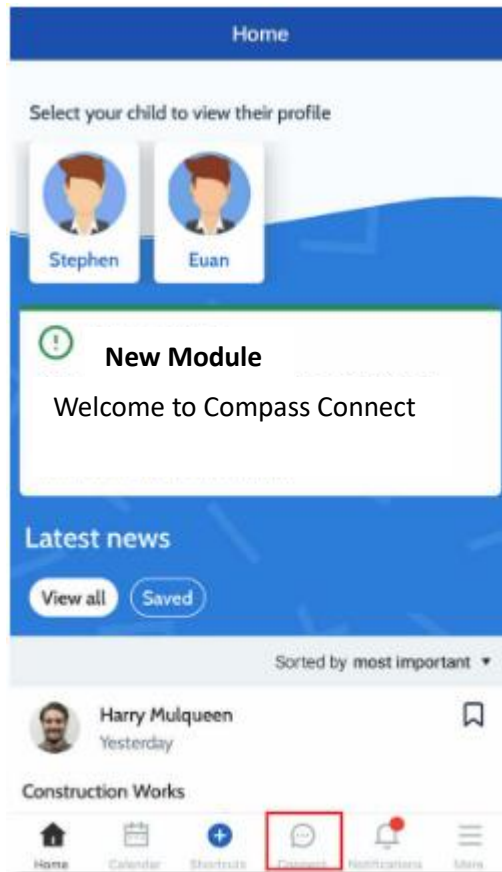 Home
Select your child to view their profile
Stephen Euan
New Module
Welcome to Compass Connect
Latest news
View all Saved
Sorted by most important
Harry Mulqueen
Yesterday
Construction Works
Home Calendar Shortcuts Connect Notifications More